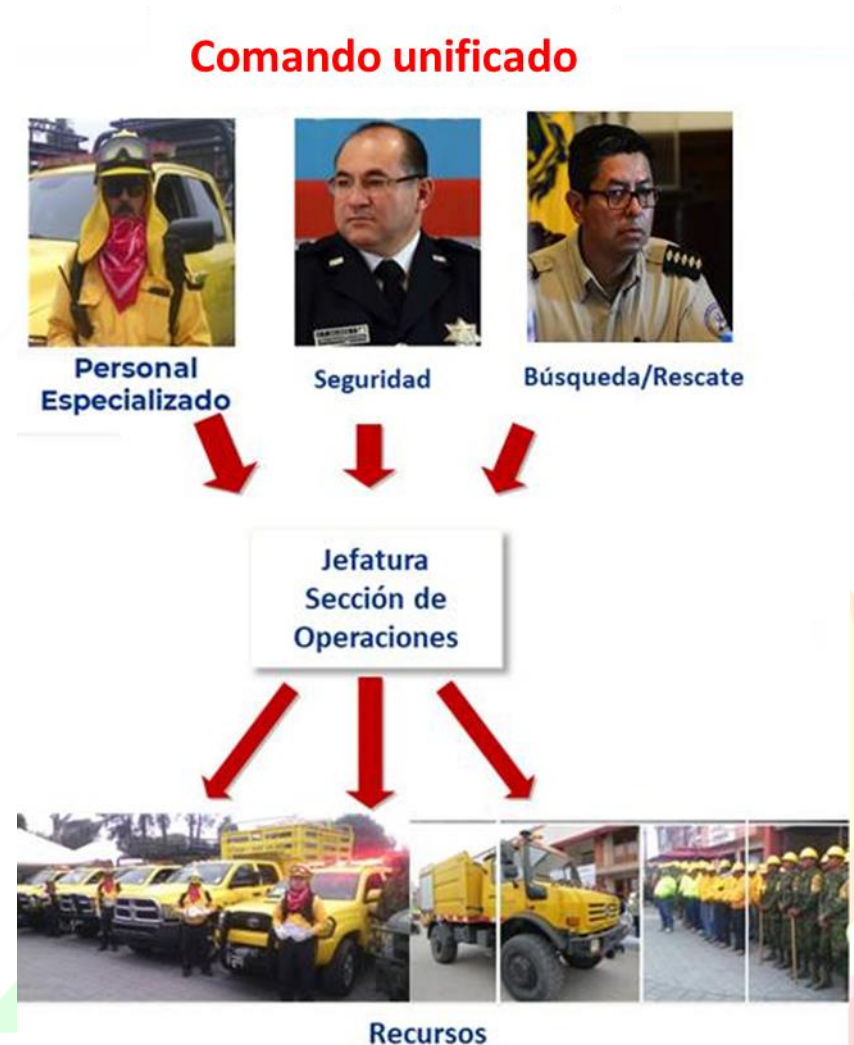 Comando unificado
Personal
Especializado
Seguridad
Búsqueda/Rescate
Jefatura
Sección de
Operaciones
Recursos